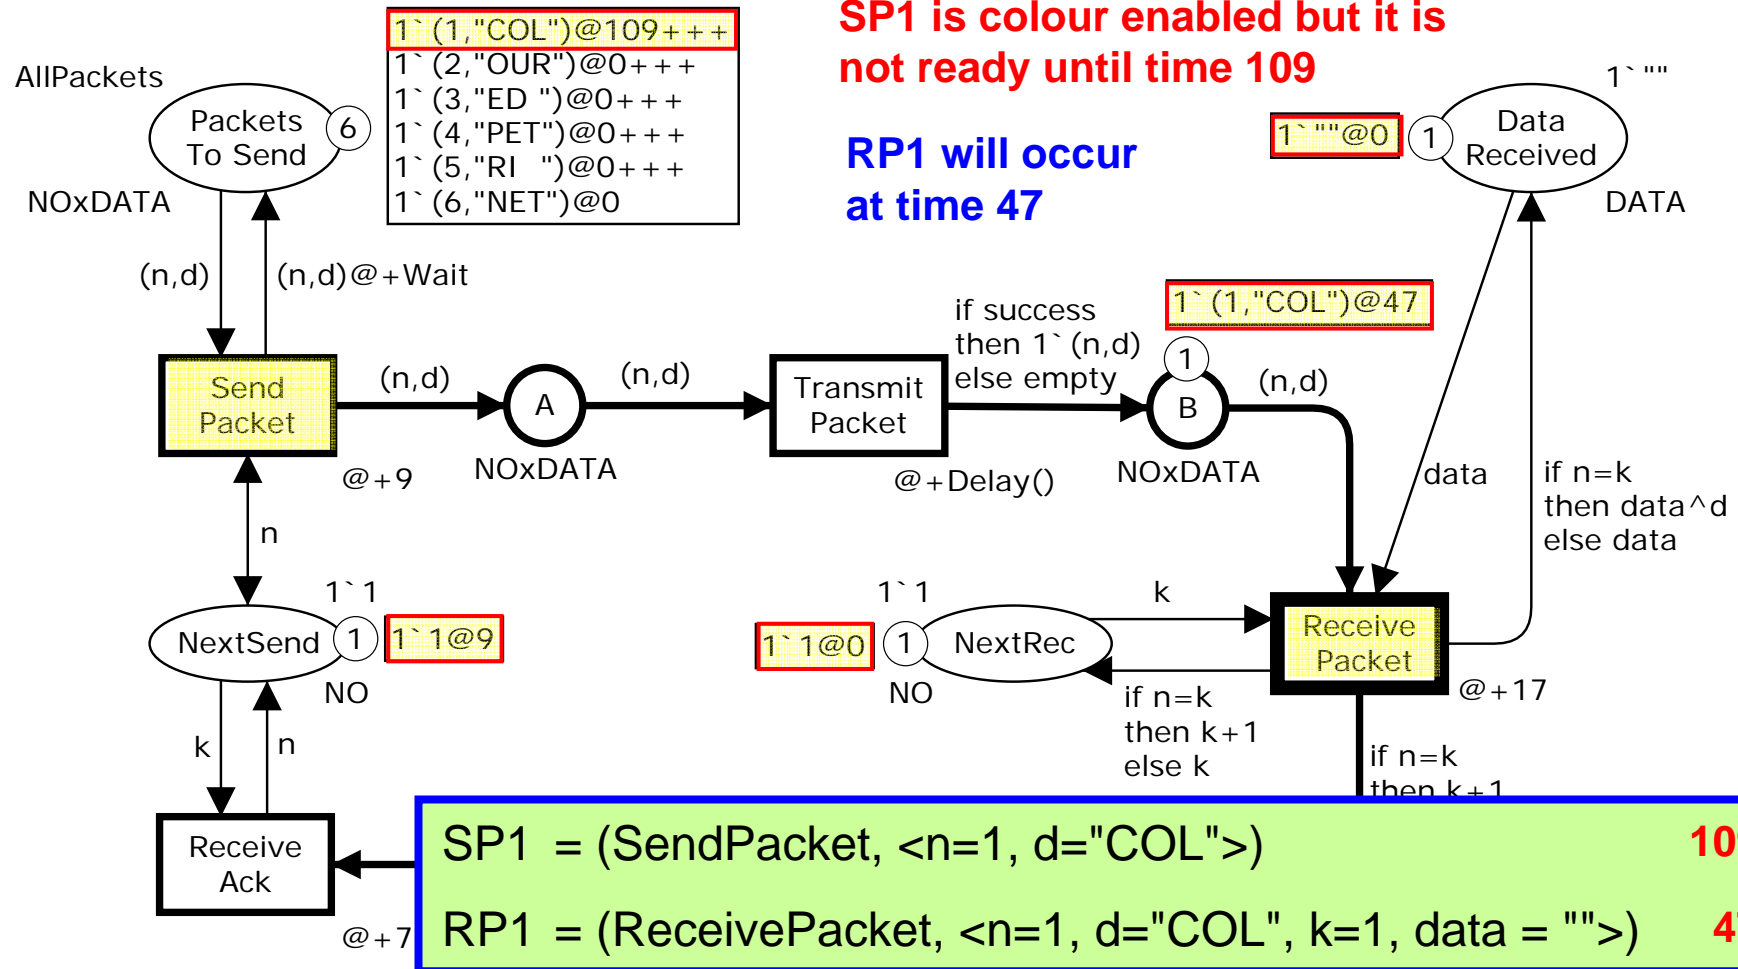 SP1 is colour enabled but it is
not ready until time 109
RP1 will occur
at time 47
1`(1,"COL")@109+++
1`(2,"OUR")@0+++
1`(3,"ED ")@0+++
1`(4,"PET")@0+++
1`(5,"RI  ")@0+++
1`(6,"NET")@0
AllPackets
Packets
To Send
6
NOxDATA
1`""
1`""@0
1
Data
Received
DATA
(n,d)
(n,d)@+Wait
if success
then 1`(n,d)
else empty
1`(1,"COL")@47
1
Send
Packet
(n,d)
A
(n,d)
Transmit
Packet
B
(n,d)
@+9
NOxDATA
@+Delay()
NOxDATA
data
if n=k
then data^d
else data
n
1`1
NextSend
1
1`1@9
NO
1`1
1`1@0
1
NextRec
NO
k
Receive
Packet
@+17
if n=k
then k+1
else k
if n=k
then k+1
k
n
Receive
Ack
@+7
SP1 = (SendPacket, <n=1, d="COL">)
RP1 = (ReceivePacket, <n=1, d="COL", k=1, data = "">)